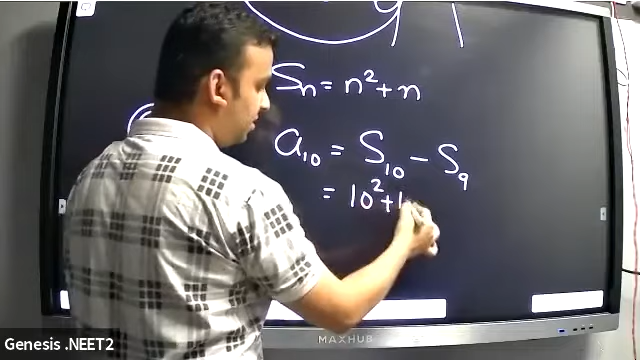 Sn = n² + n
a₁₀ = S₁₀ − S₉
= 10² + 1
MAXHUB
Genesis .NEET2